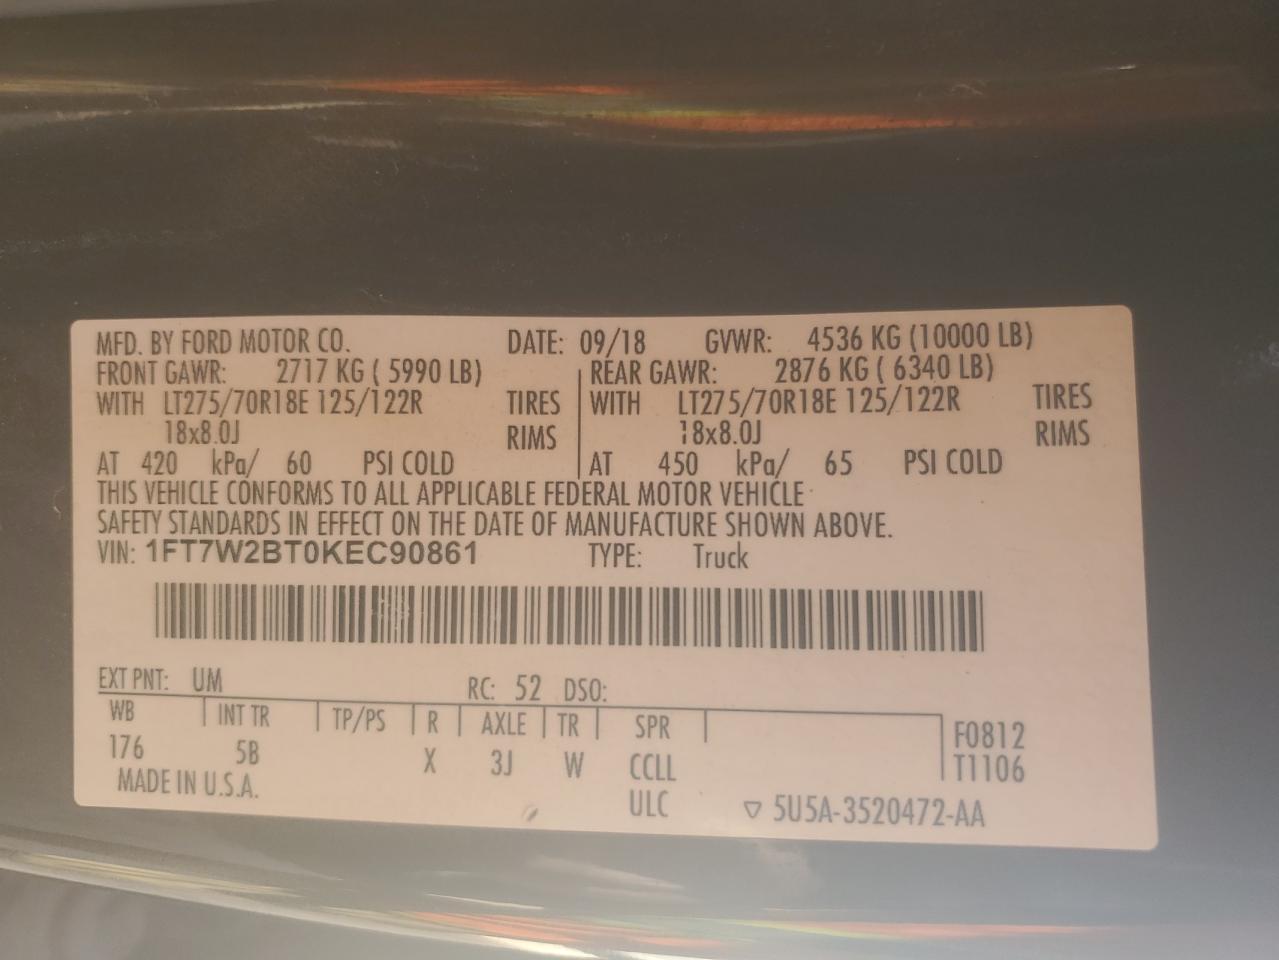 MFD. BY FORD MOTOR CO. DATE: 09/18 GVWR: 4536 KG (10000 LB)
FRONT GAWR: 2717 KG ( 5990 LB) REAR GAWR: 2876 KG ( 6340 LB)
WITH LT275/70R18E 125/122R TIRES WITH LT275/70R18E 125/122R TIRES
18x8.0J RIMS 18x8.0J RIMS
AT 420 kPa/ 60 PSI COLD AT 450 kPa/ 65 PSI COLD
THIS VEHICLE CONFORMS TO ALL APPLICABLE FEDERAL MOTOR VEHICLE
SAFETY STANDARDS IN EFFECT ON THE DATE OF MANUFACTURE SHOWN ABOVE.
VIN: 1FT7W2BT0KEC90861 TYPE: Truck
EXT PNT: UM RC: 52 DSO:
WB INT TR TP/PS R AXLE TR SPR F0812
176 5B X 3J W CCLL T1106
MADE IN U.S.A. ULC ▽ 5U5A-3520472-AA